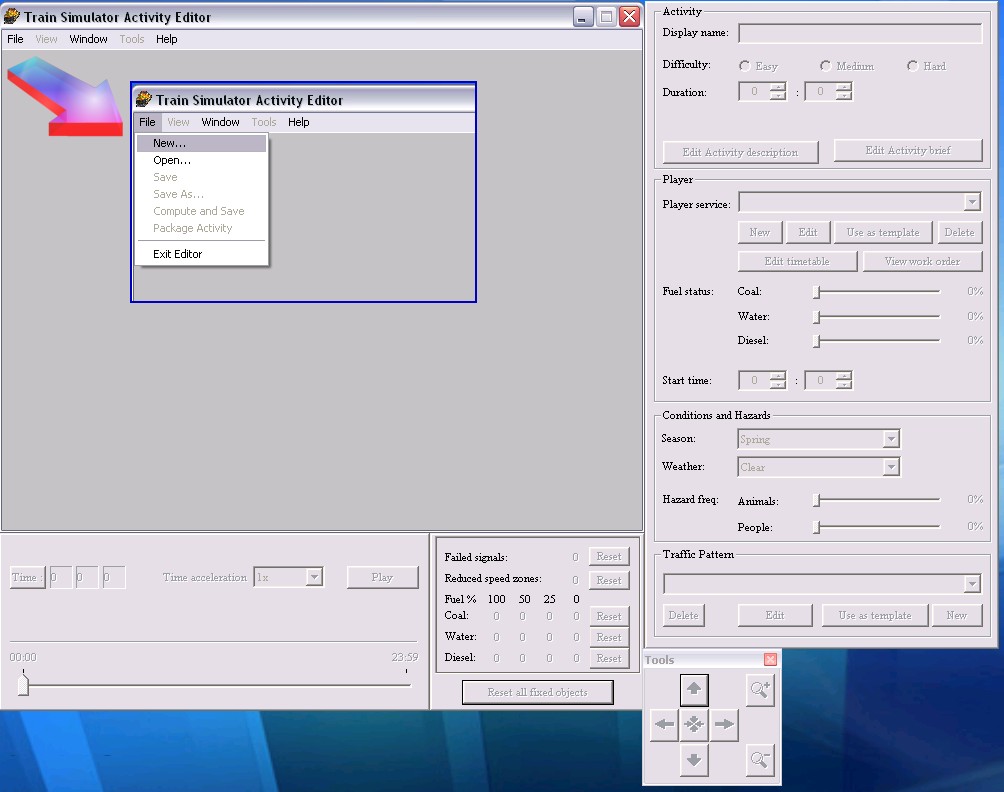 Train Simulator Activity Editor
File View Window Tools Help
Train Simulator Activity Editor
File View Window Tools Help
New...
Open...
Save
Save As...
Compute and Save
Package Activity
Exit Editor
Time : 0 0 0 Time acceleration 1x Play
00:00 23:59
Failed signals: 0 Reset
Reduced speed zones: 0 Reset
Fuel % 100 50 25 0
Coal: 0 0 0 0 Reset
Water: 0 0 0 0 Reset
Diesel: 0 0 0 0 Reset
Reset all fixed objects
Activity
Display name:
Difficulty: Easy Medium Hard
Duration: 0 : 0
Edit Activity description Edit Activity brief
Player
Player service:
New Edit Use as template Delete
Edit timetable View work order
Fuel status: Coal: 0%
Water: 0%
Diesel: 0%
Start time: 0 : 0
Conditions and Hazards
Season: Spring
Weather: Clear
Hazard freq: Animals: 0%
People: 0%
Traffic Pattern
Delete Edit Use as template New
Tools